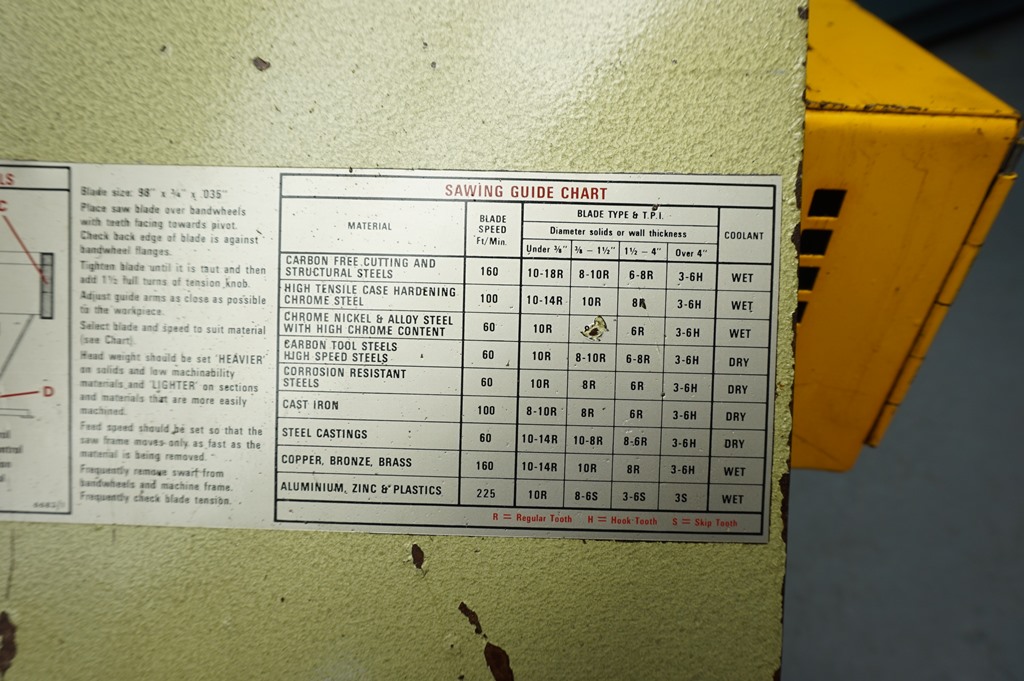 LS
C
D
Blade size: 98" x ¾" x .035"
Place saw blade over bandwheels
with teeth facing towards pivot.
Check back edge of blade is against
bandwheel flanges.
Tighten blade until it is taut and then
add 1½ full turns of tension knob.
Adjust guide arms as close as possible
to the workpiece.
Select blade and speed to suit material
(see Chart).
Head weight should be set 'HEAVIER'
on solids and low machinability
materials and 'LIGHTER' on sections
and materials that are more easily
machined.
Feed speed should be set so that the
saw frame moves only as fast as the
material is being removed.
Frequently remove swarf from
bandwheels and machine frame.
Frequently check blade tension.
SAWING GUIDE CHART
MATERIAL
BLADE
SPEED
Ft/Min.
BLADE TYPE & T.P.I.
Diameter solids or wall thickness
Under ⅜" ⅜ – 1½" 1½ – 4" Over 4"
COOLANT
CARBON FREE CUTTING AND
STRUCTURAL STEELS 160 10-18R 8-10R 6-8R 3-6H WET
HIGH TENSILE CASE HARDENING
CHROME STEEL 100 10-14R 10R 8R 3-6H WET
CHROME NICKEL & ALLOY STEEL
WITH HIGH CHROME CONTENT 60 10R 6R 3-6H WET
CARBON TOOL STEELS
HIGH SPEED STEELS 60 10R 8-10R 6-8R 3-6H DRY
CORROSION RESISTANT
STEELS 60 10R 8R 6R 3-6H DRY
CAST IRON 100 8-10R 8R 6R 3-6H DRY
STEEL CASTINGS 60 10-14R 10-8R 8-6R 3-6H DRY
COPPER, BRONZE, BRASS 160 10-14R 10R 8R 3-6H WET
ALUMINIUM, ZINC & PLASTICS 225 10R 8-6S 3-6S 3S WET
R = Regular Tooth H = Hook Tooth S = Skip Tooth